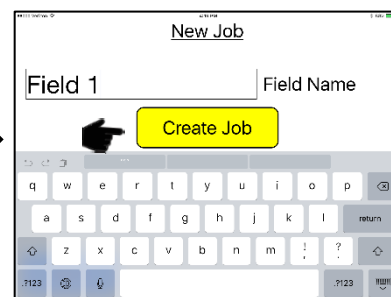 New Job
Field 1 Field Name
Create Job
q w e r t y u i o p
a s d f g h j k l return
z x c v b n m ! , ? .
.?123 .?123